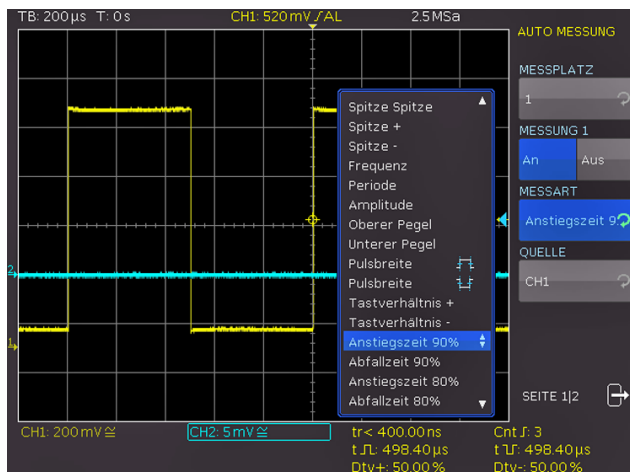 TB: 200µs T: 0s CH1: 520mV AL 2.5MSa
AUTO MESSUNG
MESSPLATZ
1
MESSUNG 1
An Aus
MESSART
Anstiegszeit 9
QUELLE
CH1
SEITE 1|2
Spitze Spitze
Spitze +
Spitze -
Frequenz
Periode
Amplitude
Oberer Pegel
Unterer Pegel
Pulsbreite
Pulsbreite
Tastverhältnis +
Tastverhältnis -
Anstiegszeit 90%
Abfallzeit 90%
Anstiegszeit 80%
Abfallzeit 80%
2
1
CH1: 200mV≅ CH2: 5mV≅ tr< 400.00ns Cnt: 3
t: 498.40µs t: 498.40µs
Dty+: 50.00% Dty-: 50.00%